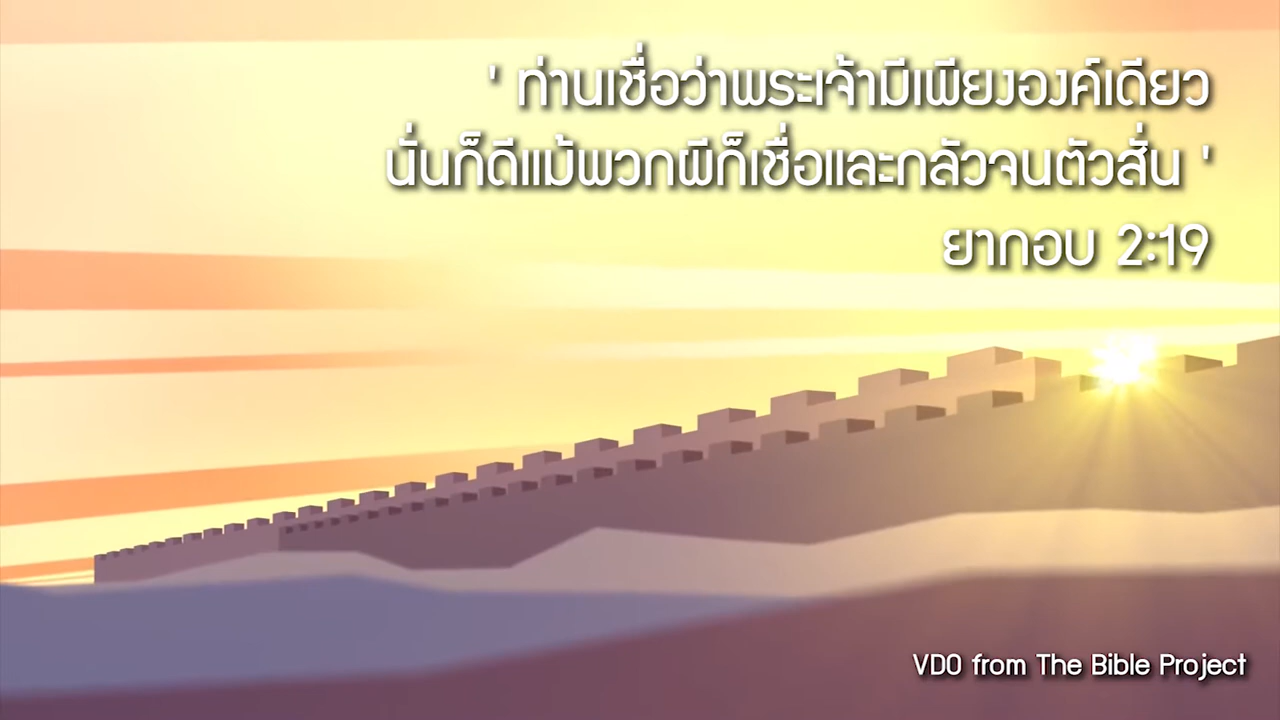 ' ท่านเชื่อว่าพระเจ้ามีเพียงองค์เดียว
นั่นก็ดีแม้พวกผีก็เชื่อและกลัวจนตัวสั่น '
ยากอบ 2:19
VDO from The Bible Project